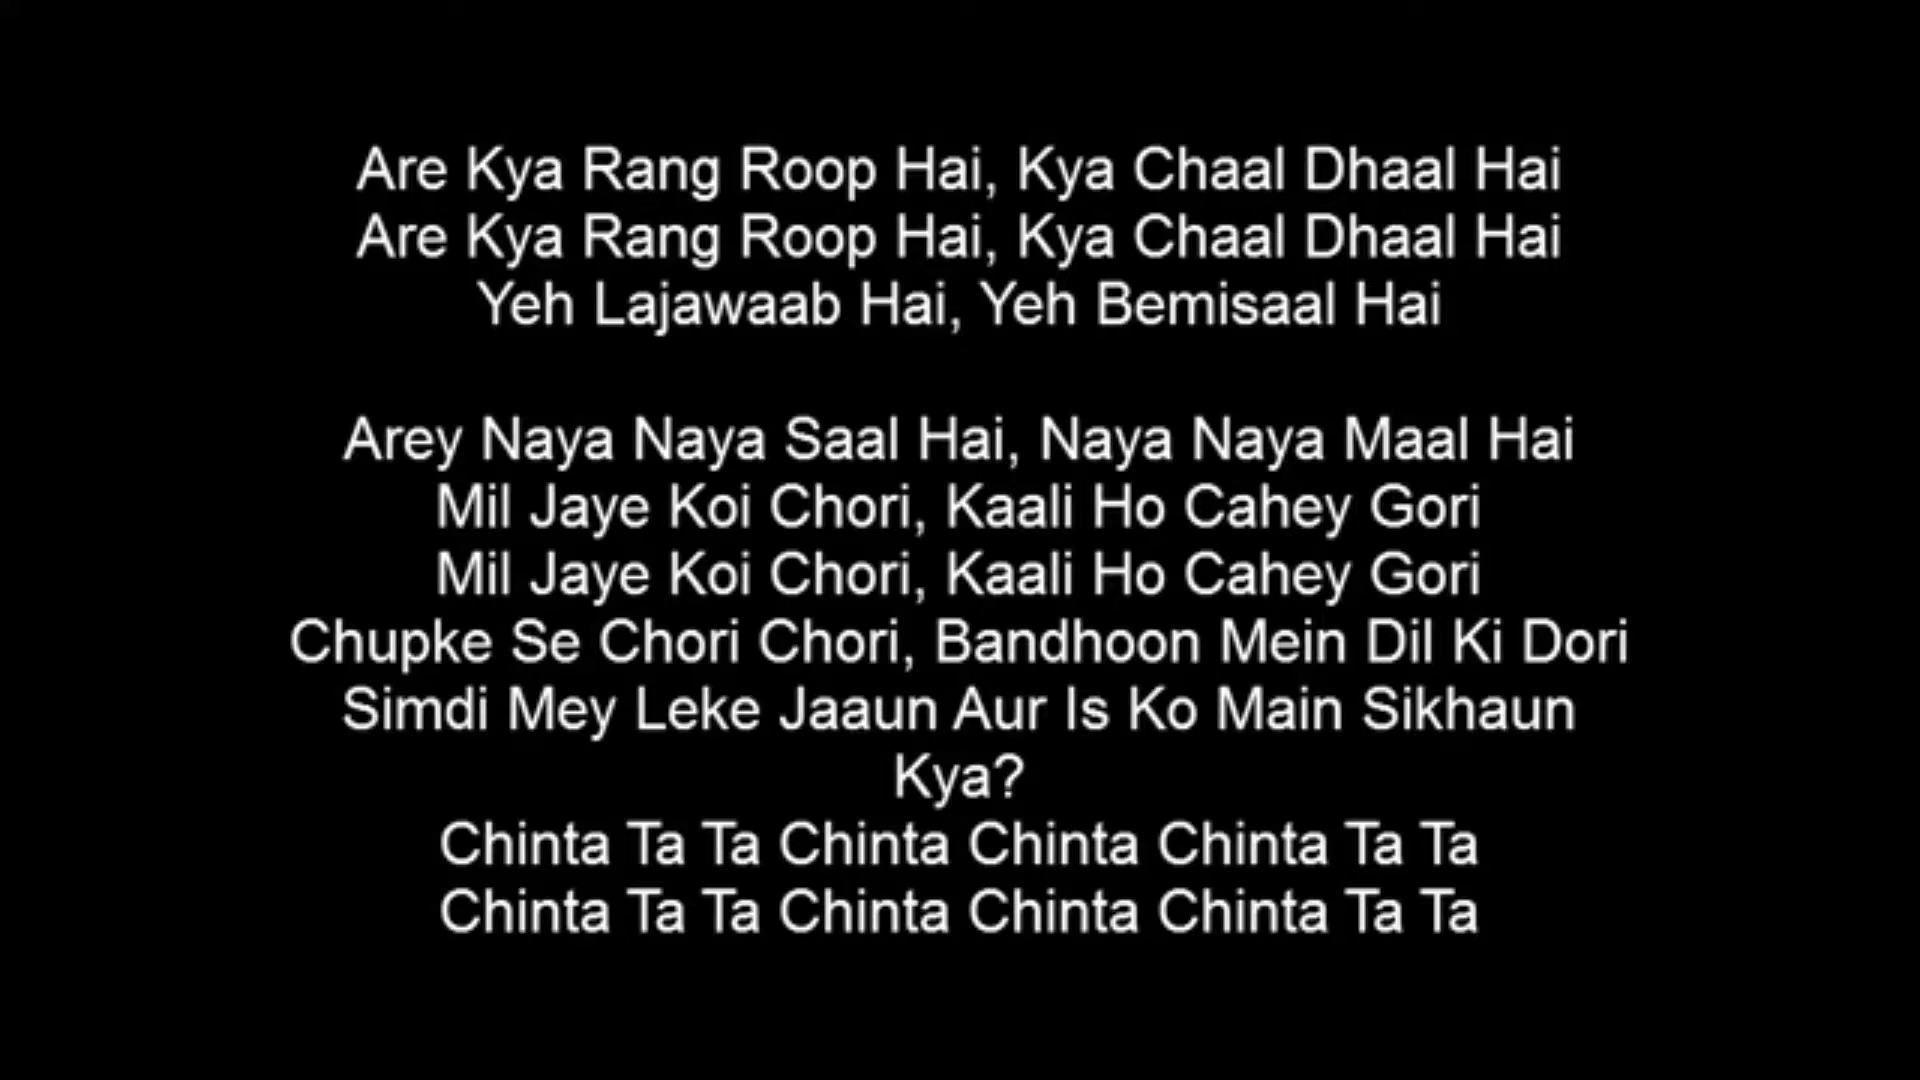 Are Kya Rang Roop Hai, Kya Chaal Dhaal Hai
Are Kya Rang Roop Hai, Kya Chaal Dhaal Hai
Yeh Lajawaab Hai, Yeh Bemisaal Hai
Arey Naya Naya Saal Hai, Naya Naya Maal Hai
Mil Jaye Koi Chori, Kaali Ho Cahey Gori
Mil Jaye Koi Chori, Kaali Ho Cahey Gori
Chupke Se Chori Chori, Bandhoon Mein Dil Ki Dori
Simdi Mey Leke Jaaun Aur Is Ko Main Sikhaun
Kya?
Chinta Ta Ta Chinta Chinta Chinta Ta Ta
Chinta Ta Ta Chinta Chinta Chinta Ta Ta